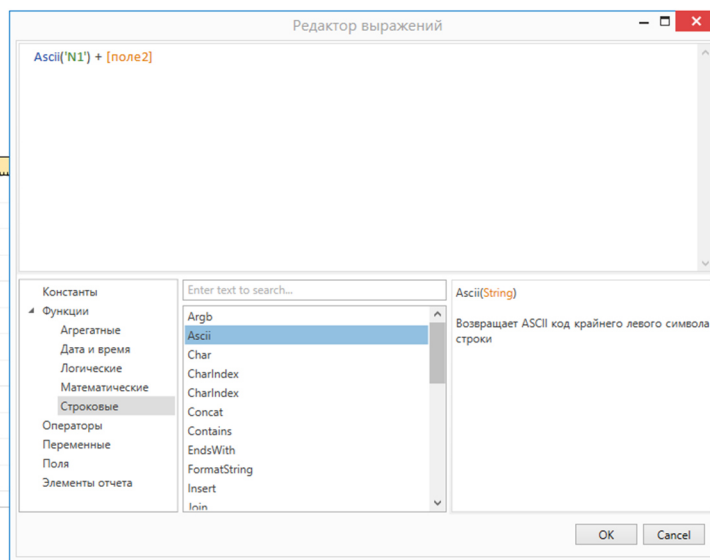 Редактор выражений
Ascii('N1') + [поле2]
Константы
Функции
Агрегатные
Дата и время
Логические
Математические
Строковые
Операторы
Переменные
Поля
Элементы отчета
Enter text to search...
Argb
Ascii
Char
CharIndex
CharIndex
Concat
Contains
EndsWith
FormatString
Insert
Join
Ascii(String)
Возвращает ASCII код крайнего левого символа
строки
OK
Cancel